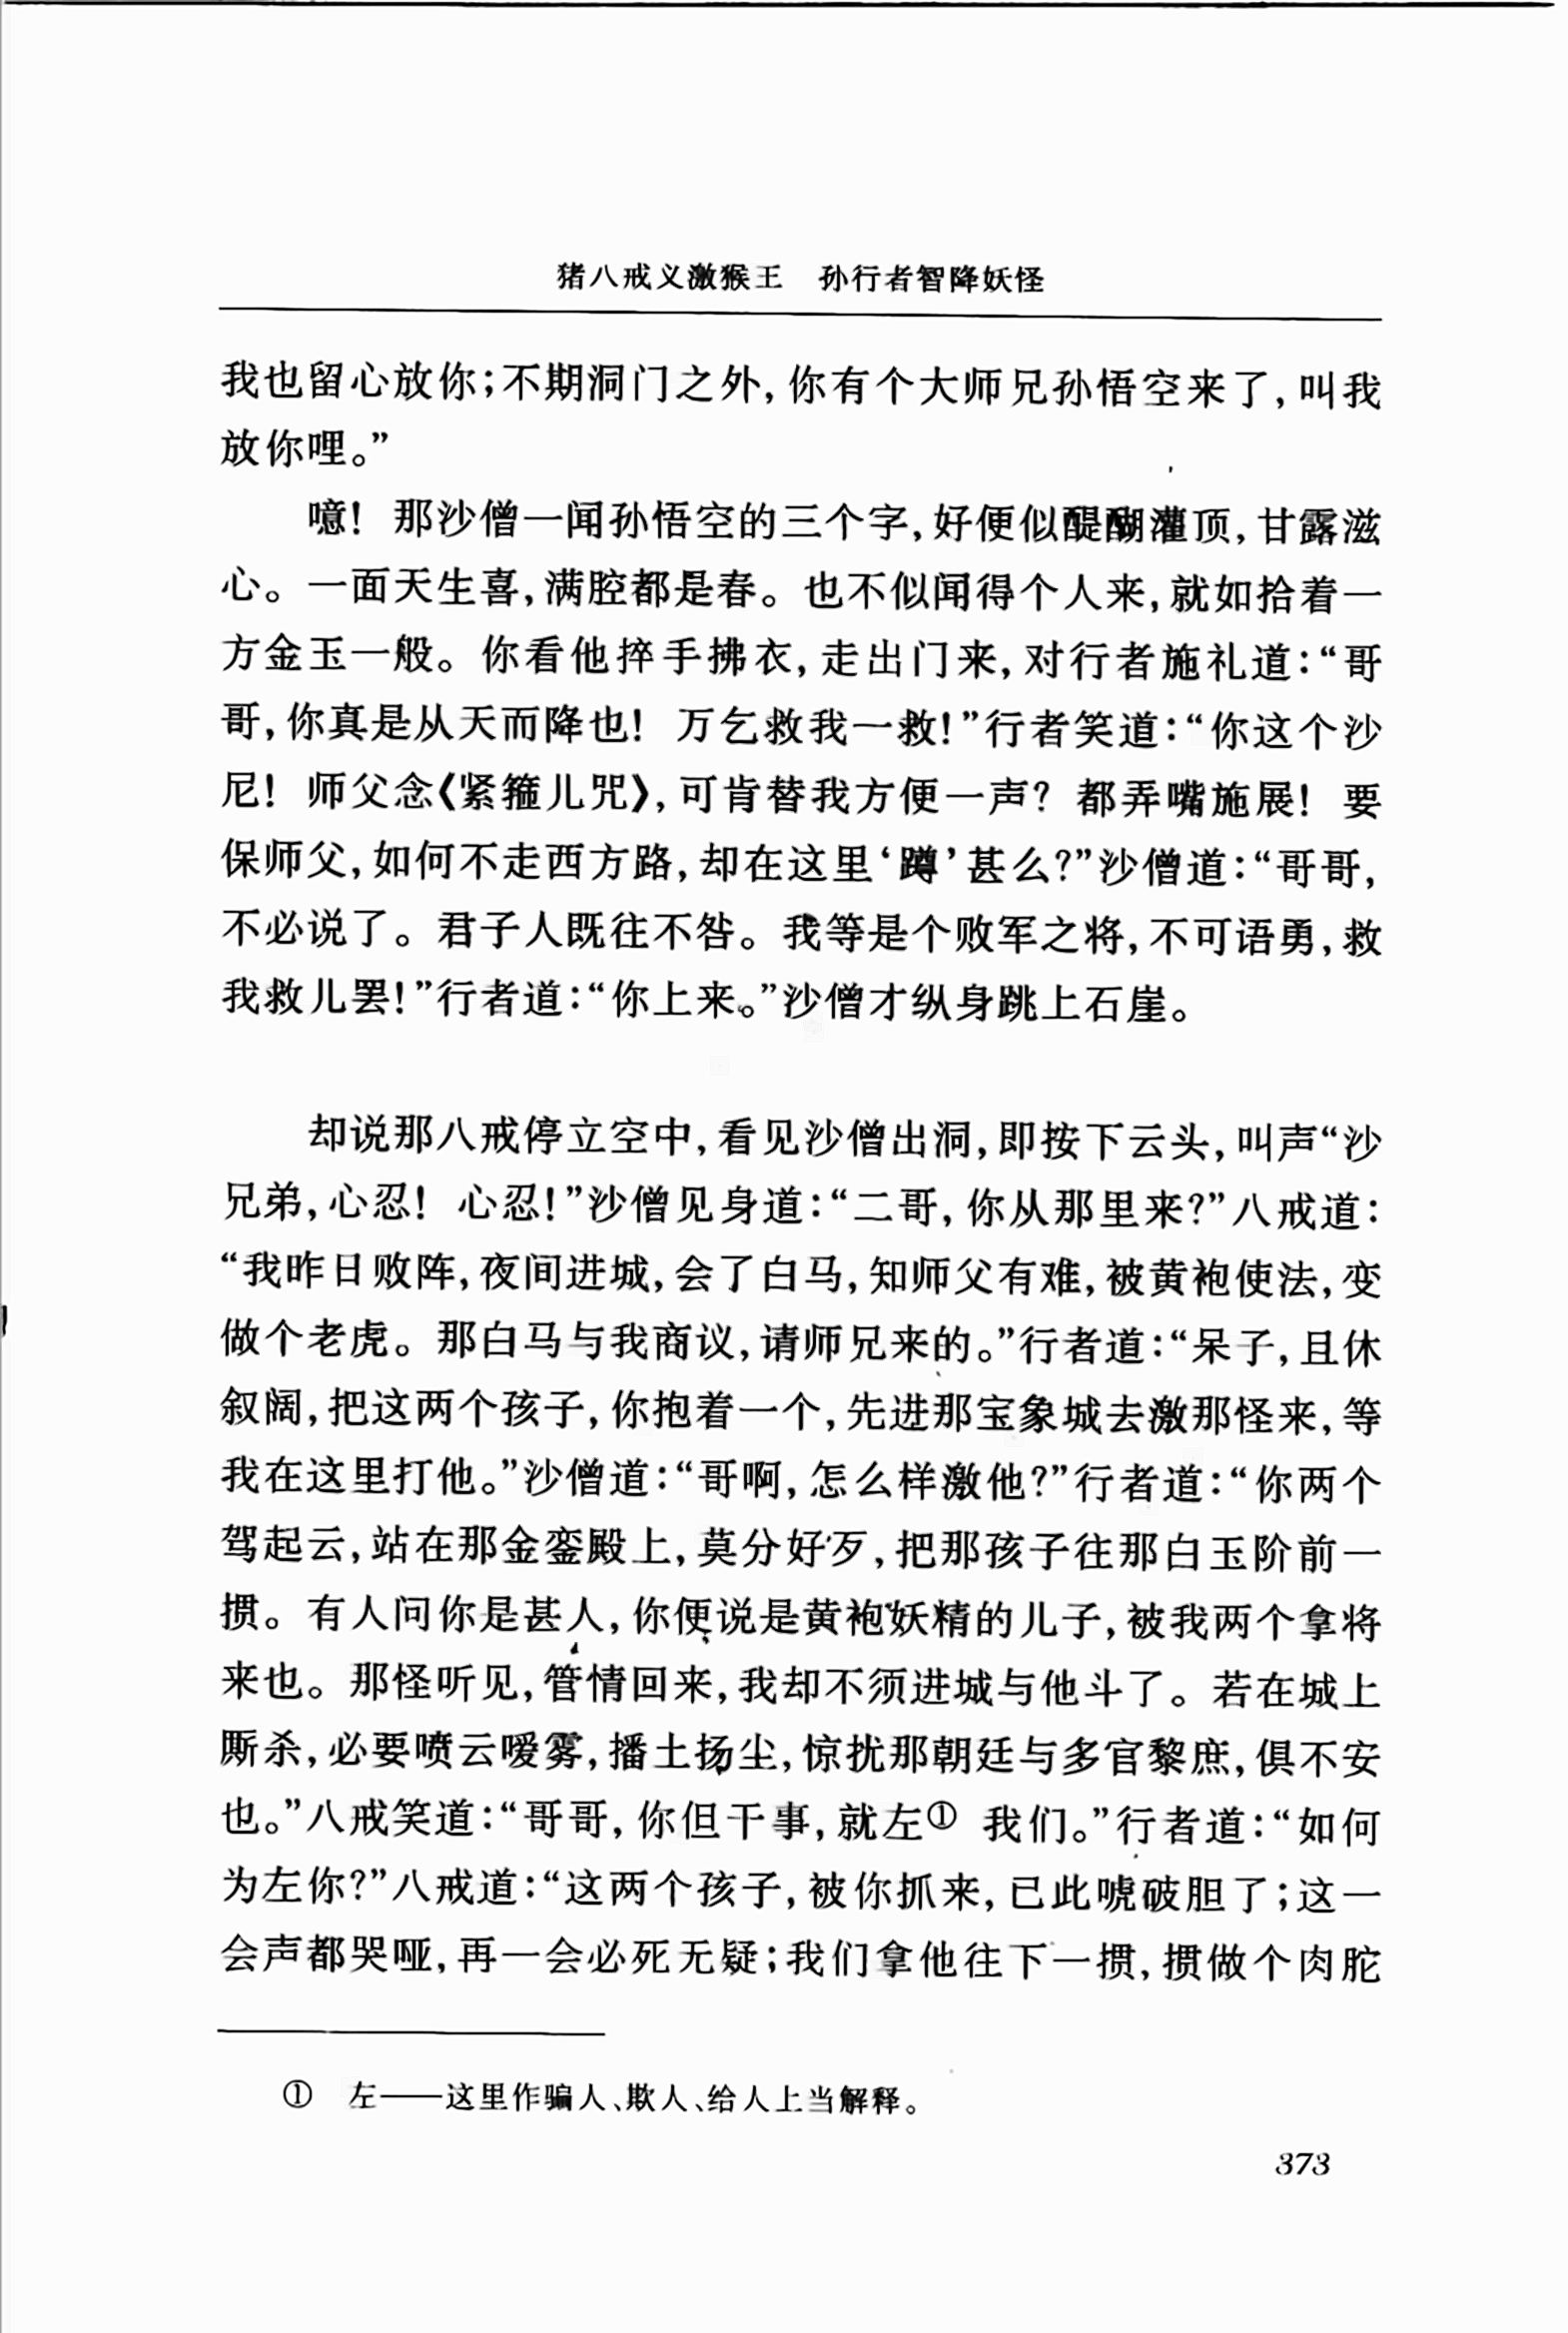 猪八戒义激猴王　孙行者智降妖怪
我也留心放你；不期洞门之外，你有个大师兄孙悟空来了，叫我
放你哩。”
噫！那沙僧一闻孙悟空的三个字，好便似醍醐灌顶，甘露滋
心。一面天生喜，满腔都是春。也不似闻得个人来，就如拾着一
方金玉一般。你看他捽手拂衣，走出门来，对行者施礼道：“哥
哥，你真是从天而降也！万乞救我一救！”行者笑道：“你这个沙
尼！师父念《紧箍儿咒》，可肯替我方便一声？都弄嘴施展！要
保师父，如何不走西方路，却在这里‘蹲’甚么？”沙僧道：“哥哥，
不必说了。君子人既往不咎。我等是个败军之将，不可语勇，救
我救儿罢！”行者道：“你上来。”沙僧才纵身跳上石崖。
却说那八戒停立空中，看见沙僧出洞，即按下云头，叫声“沙
兄弟，心忍！心忍！”沙僧见身道：“二哥，你从那里来？”八戒道：
“我昨日败阵，夜间进城，会了白马，知师父有难，被黄袍使法，变
做个老虎。那白马与我商议，请师兄来的。”行者道：“呆子，且休
叙阔，把这两个孩子，你抱着一个，先进那宝象城去激那怪来，等
我在这里打他。”沙僧道：“哥啊，怎么样激他？”行者道：“你两个
驾起云，站在那金銮殿上，莫分好歹，把那孩子往那白玉阶前一
掼。有人问你是甚人，你便说是黄袍妖精的儿子，被我两个拿将
来也。那怪听见，管情回来，我却不须进城与他斗了。若在城上
厮杀，必要喷云嗳雾，播土扬尘，惊扰那朝廷与多官黎庶，俱不安
也。”八戒笑道：“哥哥，你但干事，就左① 我们。”行者道：“如何
为左你？”八戒道：“这两个孩子，被你抓来，已此唬破胆了；这一
会声都哭哑，再一会必死无疑；我们拿他往下一掼，掼做个肉肶
①　左——这里作骗人、欺人、给人上当解释。
373